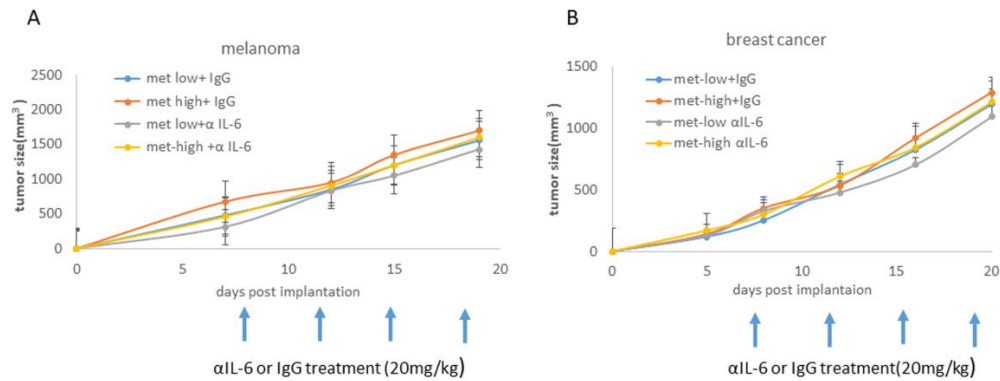 A
melanoma
tumor size(mm³)
2500
2000
1500
1000
500
0
met low+ IgG
met high+ IgG
met low+α IL-6
met-high +α IL-6
0 5 10 15 20
days post implantation
αIL-6 or IgG treatment (20mg/kg)
B
breast cancer
tumor size(mm³)
1500
1000
500
0
met-low+IgG
met-high+IgG
met-low αIL-6
met-high αIL-6
0 5 10 15 20
days post implantaion
αIL-6 or IgG treatment(20mg/kg)